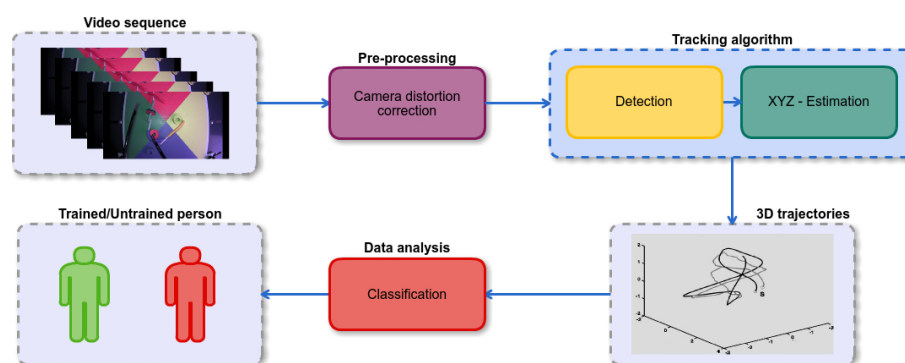 Video sequence
Pre-processing
Camera distortion
correction
Tracking algorithm
Detection
XYZ - Estimation
Trained/Untrained person
Data analysis
Classification
3D trajectories
S